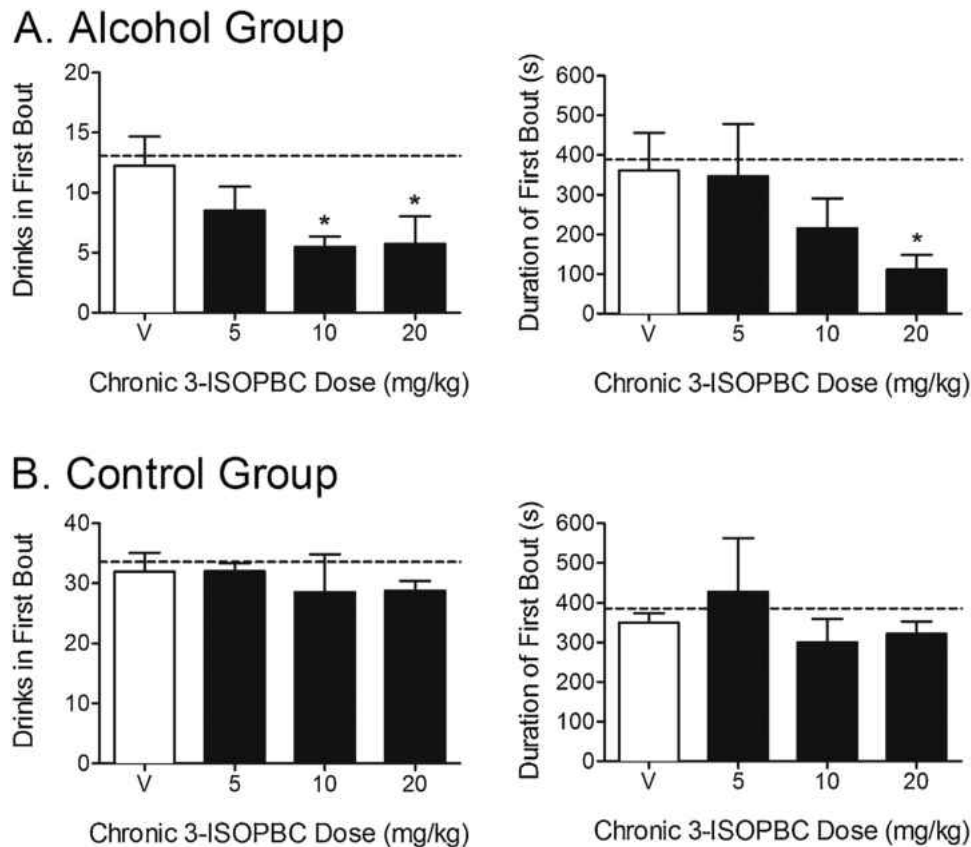 A. Alcohol Group
Drinks in First Bout
20
15
10
5
0
*
*
V 5 10 20
Chronic 3-ISOPBC Dose (mg/kg)
Duration of First Bout (s)
600
500
400
300
200
100
0
*
V 5 10 20
Chronic 3-ISOPBC Dose (mg/kg)
B. Control Group
Drinks in First Bout
40
30
20
10
0
V 5 10 20
Chronic 3-ISOPBC Dose (mg/kg)
Duration of First Bout (s)
600
500
400
300
200
100
0
V 5 10 20
Chronic 3-ISOPBC Dose (mg/kg)